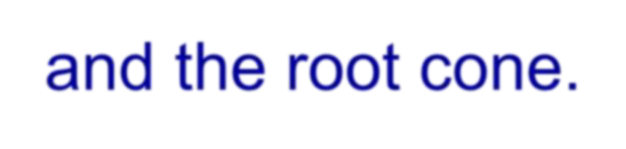 and the root cone.